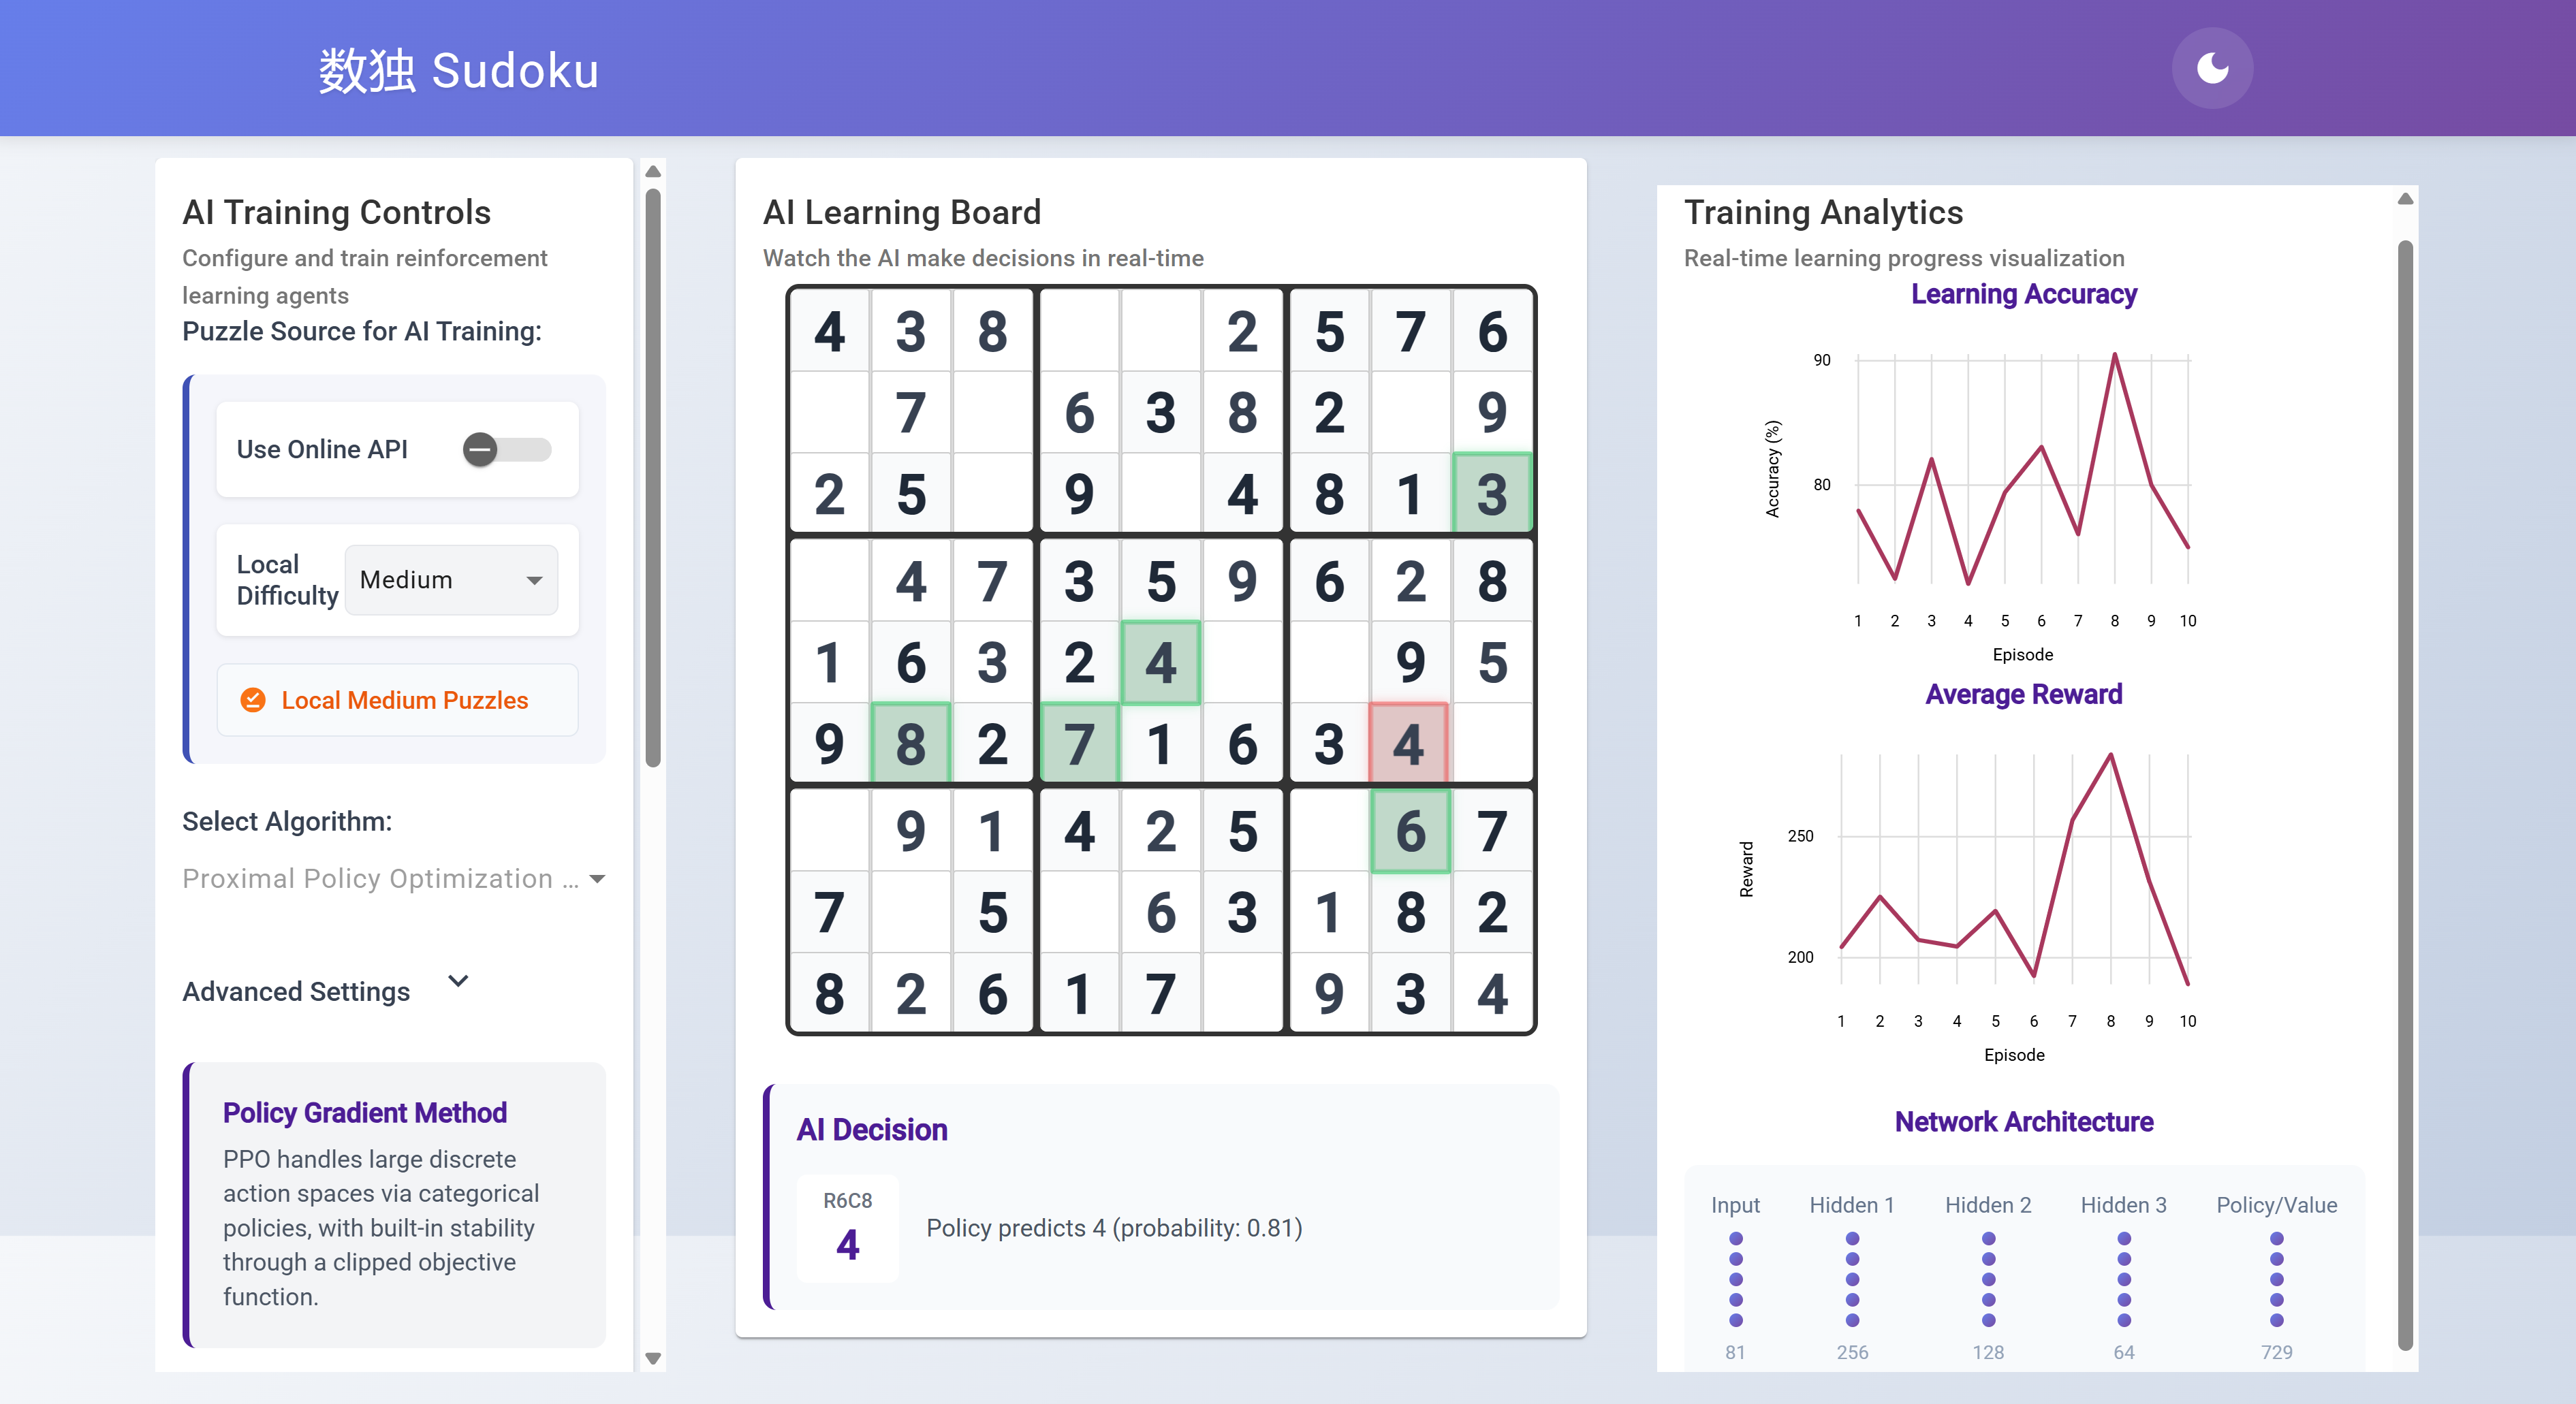 数独 Sudoku
AI Training Controls
Configure and train reinforcement
learning agents
Puzzle Source for AI Training:
Use Online API
Local
Difficulty
Medium
Local Medium Puzzles
Select Algorithm:
Proximal Policy Optimization ...
Advanced Settings
Policy Gradient Method
PPO handles large discrete
action spaces via categorical
policies, with built-in stability
through a clipped objective
function.
AI Learning Board
Watch the AI make decisions in real-time
4 3 8 2 5 7 6
7 6 3 8 2 9
2 5 9 4 8 1 3
4 7 3 5 9 6 2 8
1 6 3 2 4 9 5
9 8 2 7 1 6 3 4
9 1 4 2 5 6 7
7 5 6 3 1 8 2
8 2 6 1 7 9 3 4
AI Decision
R6C8
4
Policy predicts 4 (probability: 0.81)
Training Analytics
Real-time learning progress visualization
Learning Accuracy
90
80
Accuracy (%)
1 2 3 4 5 6 7 8 9 10
Episode
Average Reward
250
200
Reward
1 2 3 4 5 6 7 8 9 10
Episode
Network Architecture
Input Hidden 1 Hidden 2 Hidden 3 Policy/Value
81 256 128 64 729